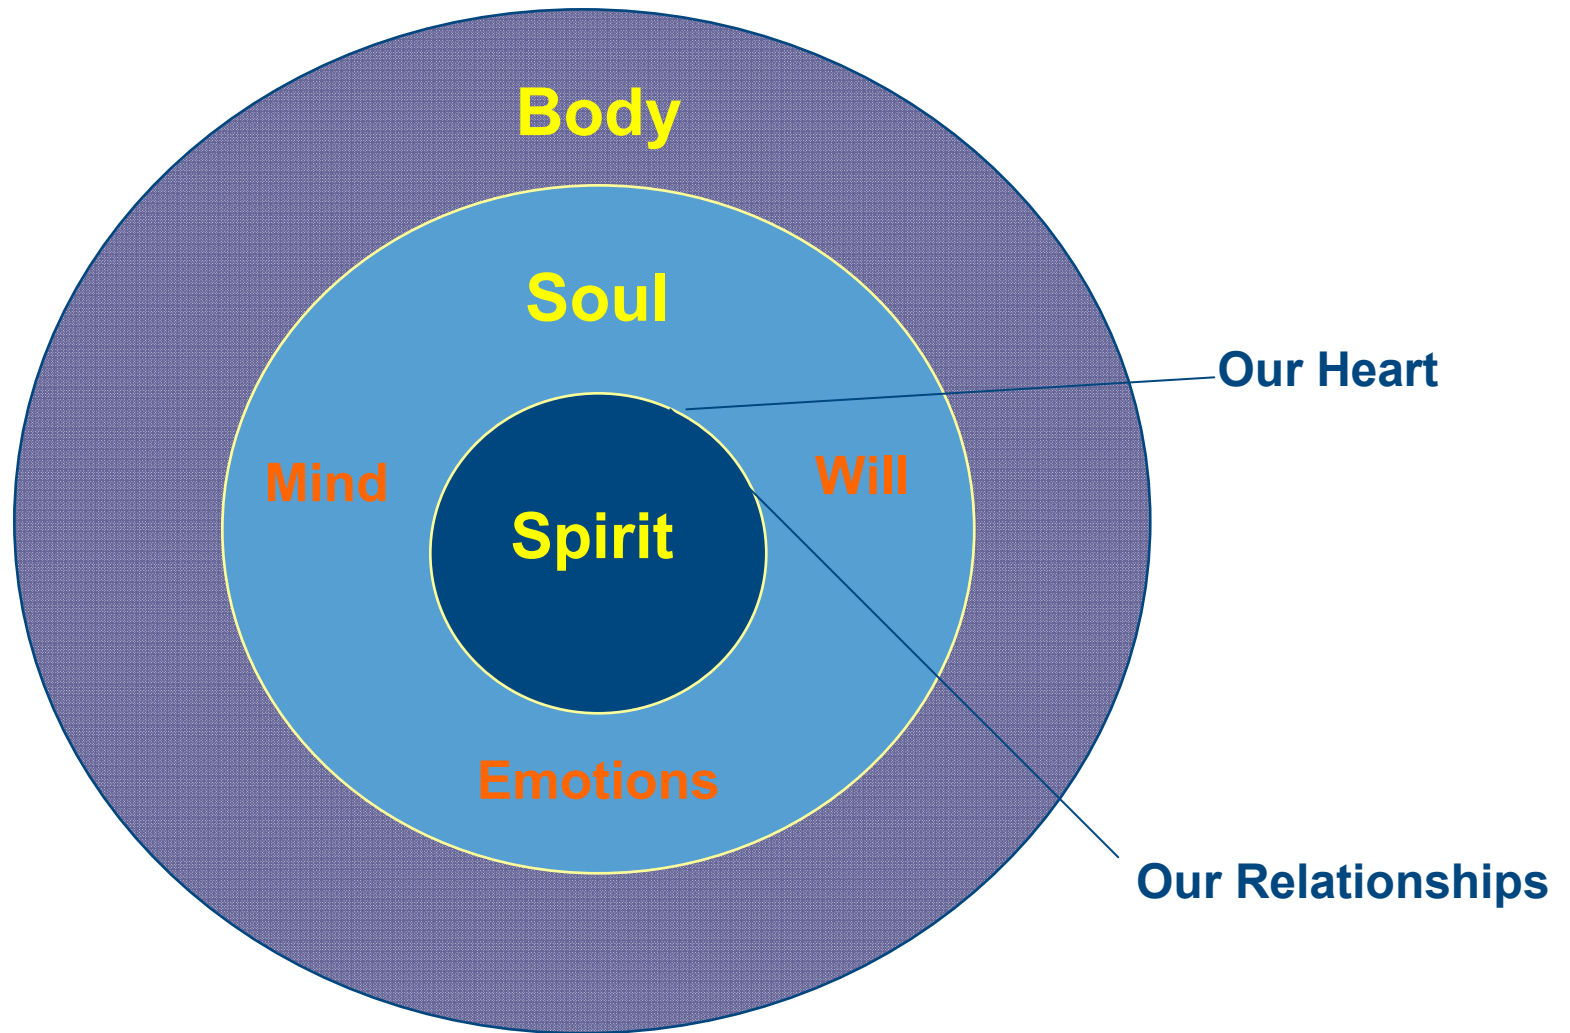 Body
Soul
Our Heart
Mind
Will
Spirit
Emotions
Our Relationships